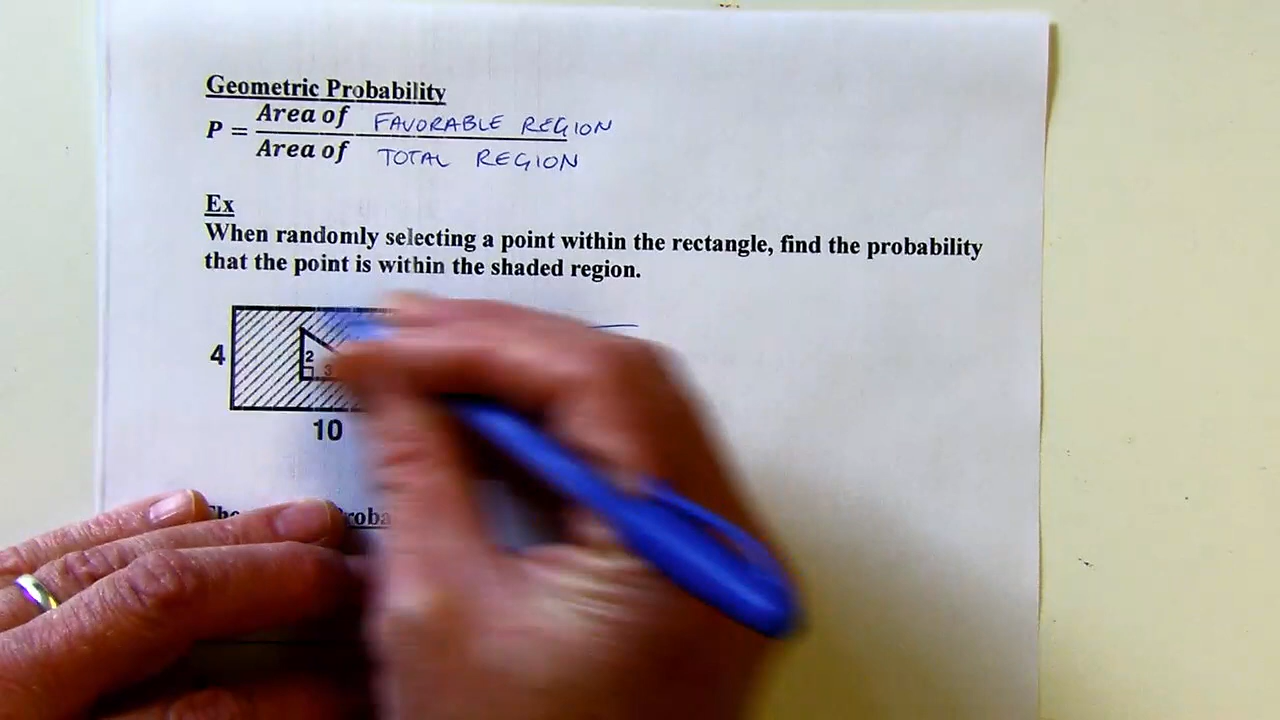 Geometric Probability
P = Area of FAVORABLE REGION
Area of TOTAL REGION
Ex
When randomly selecting a point within the rectangle, find the probability
that the point is within the shaded region.
4
2
3
10